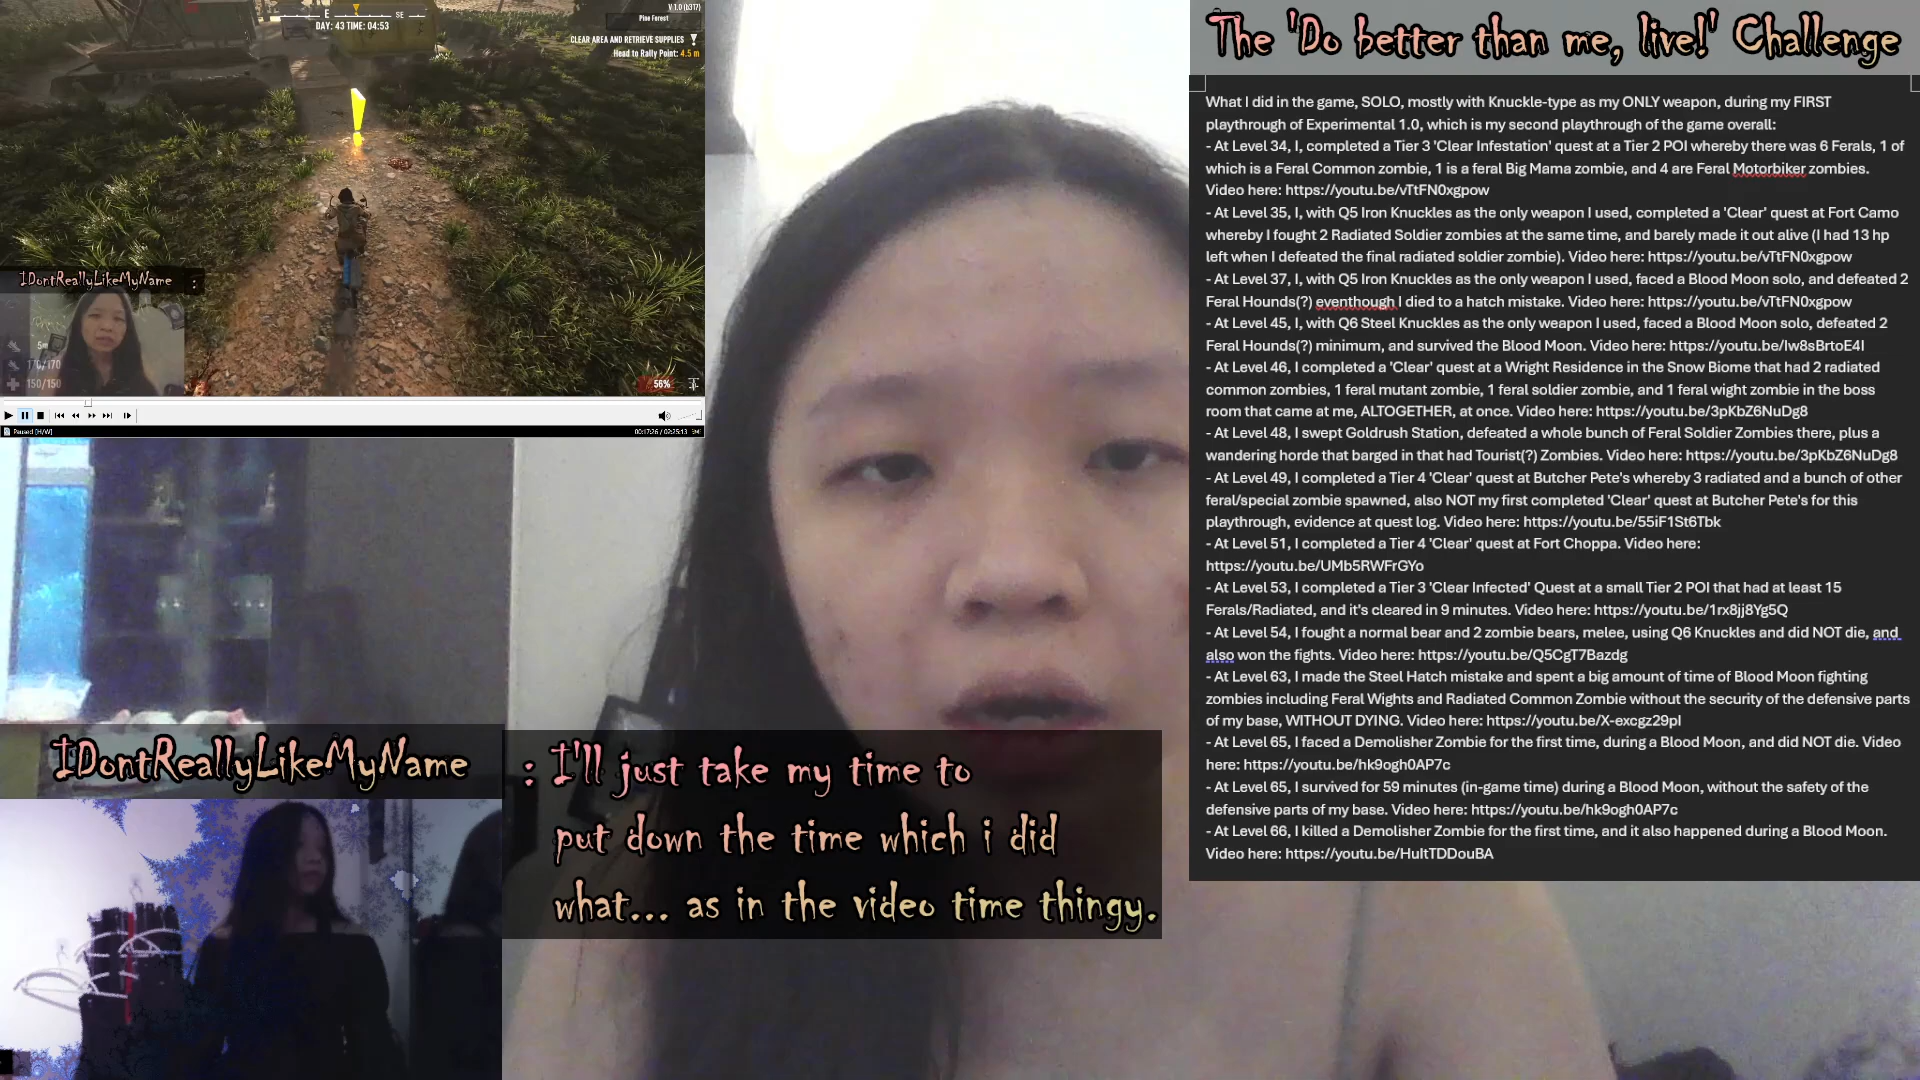 E
SE
DAY: 43 TIME: 04:53
V 1.0 (b317)
Pine Forest
CLEAR AREA AND RETRIEVE SUPPLIES
Head to Rally Point: 4.5 m
IDontReallyLikeMyName :
5m
170/170
150/150
56%
Paused [H/W]
00:17:26 / 02:25:13
The 'Do better than me, live!' Challenge
What I did in the game, SOLO, mostly with Knuckle-type as my ONLY weapon, during my FIRST
playthrough of Experimental 1.0, which is my second playthrough of the game overall:
- At Level 34, I, completed a Tier 3 'Clear Infestation' quest at a Tier 2 POI whereby there was 6 Ferals, 1 of
which is a Feral Common zombie, 1 is a feral Big Mama zombie, and 4 are Feral Motorbiker zombies.
Video here: https://youtu.be/vTtFN0xgpow
- At Level 35, I, with Q5 Iron Knuckles as the only weapon I used, completed a 'Clear' quest at Fort Camo
whereby I fought 2 Radiated Soldier zombies at the same time, and barely made it out alive (I had 13 hp
left when I defeated the final radiated soldier zombie). Video here: https://youtu.be/vTtFN0xgpow
- At Level 37, I, with Q5 Iron Knuckles as the only weapon I used, faced a Blood Moon solo, and defeated 2
Feral Hounds(?) eventhough I died to a hatch mistake. Video here: https://youtu.be/vTtFN0xgpow
- At Level 45, I, with Q6 Steel Knuckles as the only weapon I used, faced a Blood Moon solo, defeated 2
Feral Hounds(?) minimum, and survived the Blood Moon. Video here: https://youtu.be/Iw8sBrtoE4I
- At Level 46, I completed a 'Clear' quest at a Wright Residence in the Snow Biome that had 2 radiated
common zombies, 1 feral mutant zombie, 1 feral soldier zombie, and 1 feral wight zombie in the boss
room that came at me, ALTOGETHER, at once. Video here: https://youtu.be/3pKbZ6NuDg8
- At Level 48, I swept Goldrush Station, defeated a whole bunch of Feral Soldier Zombies there, plus a
wandering horde that barged in that had Tourist(?) Zombies. Video here: https://youtu.be/3pKbZ6NuDg8
- At Level 49, I completed a Tier 4 'Clear' quest at Butcher Pete's whereby 3 radiated and a bunch of other
feral/special zombie spawned, also NOT my first completed 'Clear' quest at Butcher Pete's for this
playthrough, evidence at quest log. Video here: https://youtu.be/55iF1St6Tbk
- At Level 51, I completed a Tier 4 'Clear' quest at Fort Choppa. Video here:
https://youtu.be/UMb5RWFrGYo
- At Level 53, I completed a Tier 3 'Clear Infected' Quest at a small Tier 2 POI that had at least 15
Ferals/Radiated, and it's cleared in 9 minutes. Video here: https://youtu.be/1rx8jj8Yg5Q
- At Level 54, I fought a normal bear and 2 zombie bears, melee, using Q6 Knuckles and did NOT die, and
also won the fights. Video here: https://youtu.be/Q5CgT7Bazdg
- At Level 63, I made the Steel Hatch mistake and spent a big amount of time of Blood Moon fighting
zombies including Feral Wights and Radiated Common Zombie without the security of the defensive parts
of my base, WITHOUT DYING. Video here: https://youtu.be/X-excgz29pI
- At Level 65, I faced a Demolisher Zombie for the first time, during a Blood Moon, and did NOT die. Video
here: https://youtu.be/hk9ogh0AP7c
- At Level 65, I survived for 59 minutes (in-game time) during a Blood Moon, without the safety of the
defensive parts of my base. Video here: https://youtu.be/hk9ogh0AP7c
- At Level 66, I killed a Demolisher Zombie for the first time, and it also happened during a Blood Moon.
Video here: https://youtu.be/HuItTDDouBA
IDontReallyLikeMyName
: I'll just take my time to
put down the time which i did
what... as in the video time thingy.